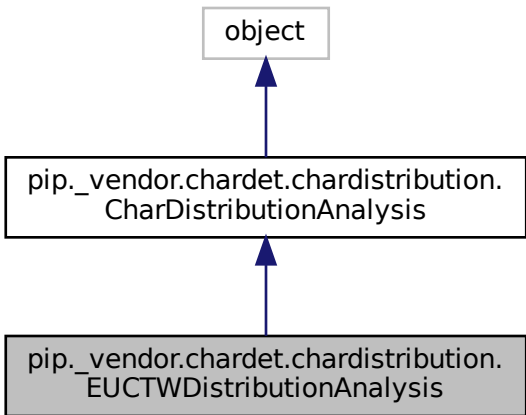 object
pip._vendor.chardet.chardistribution.
CharDistributionAnalysis
pip._vendor.chardet.chardistribution.
EUCTWDistributionAnalysis